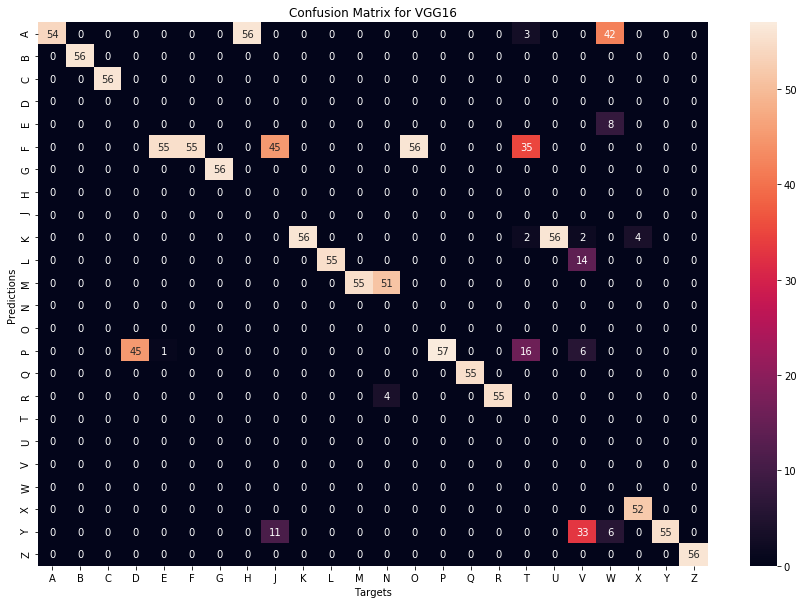 Confusion Matrix for VGG16
A 54 0 0 0 0 0 0 56 0 0 0 0 0 0 0 0 0 3 0 0 42 0 0 0
B 0 56 0 0 0 0 0 0 0 0 0 0 0 0 0 0 0 0 0 0 0 0 0 0
C 0 0 56 0 0 0 0 0 0 0 0 0 0 0 0 0 0 0 0 0 0 0 0 0
D 0 0 0 0 0 0 0 0 0 0 0 0 0 0 0 0 0 0 0 0 0 0 0 0
E 0 0 0 0 0 0 0 0 0 0 0 0 0 0 0 0 0 0 0 0 8 0 0 0
F 0 0 0 0 55 55 0 0 45 0 0 0 0 56 0 0 0 35 0 0 0 0 0 0
G 0 0 0 0 0 0 56 0 0 0 0 0 0 0 0 0 0 0 0 0 0 0 0 0
H 0 0 0 0 0 0 0 0 0 0 0 0 0 0 0 0 0 0 0 0 0 0 0 0
J 0 0 0 0 0 0 0 0 0 0 0 0 0 0 0 0 0 0 0 0 0 0 0 0
K 0 0 0 0 0 0 0 0 0 56 0 0 0 0 0 0 0 2 56 2 0 4 0 0
L 0 0 0 0 0 0 0 0 0 0 55 0 0 0 0 0 0 0 0 14 0 0 0 0
M 0 0 0 0 0 0 0 0 0 0 0 55 51 0 0 0 0 0 0 0 0 0 0 0
N 0 0 0 0 0 0 0 0 0 0 0 0 0 0 0 0 0 0 0 0 0 0 0 0
O 0 0 0 0 0 0 0 0 0 0 0 0 0 0 0 0 0 0 0 0 0 0 0 0
P 0 0 0 45 1 0 0 0 0 0 0 0 0 0 57 0 0 16 0 6 0 0 0 0
Q 0 0 0 0 0 0 0 0 0 0 0 0 0 0 0 55 0 0 0 0 0 0 0 0
R 0 0 0 0 0 0 0 0 0 0 0 0 4 0 0 0 55 0 0 0 0 0 0 0
T 0 0 0 0 0 0 0 0 0 0 0 0 0 0 0 0 0 0 0 0 0 0 0 0
U 0 0 0 0 0 0 0 0 0 0 0 0 0 0 0 0 0 0 0 0 0 0 0 0
V 0 0 0 0 0 0 0 0 0 0 0 0 0 0 0 0 0 0 0 0 0 0 0 0
W 0 0 0 0 0 0 0 0 0 0 0 0 0 0 0 0 0 0 0 0 0 0 0 0
X 0 0 0 0 0 0 0 0 0 0 0 0 0 0 0 0 0 0 0 0 0 52 0 0
Y 0 0 0 0 0 0 0 0 11 0 0 0 0 0 0 0 0 0 0 33 6 0 55 0
Z 0 0 0 0 0 0 0 0 0 0 0 0 0 0 0 0 0 0 0 0 0 0 0 56
A B C D E F G H J K L M N O P Q R T U V W X Y Z
Targets
Predictions
50
40
30
20
10
0